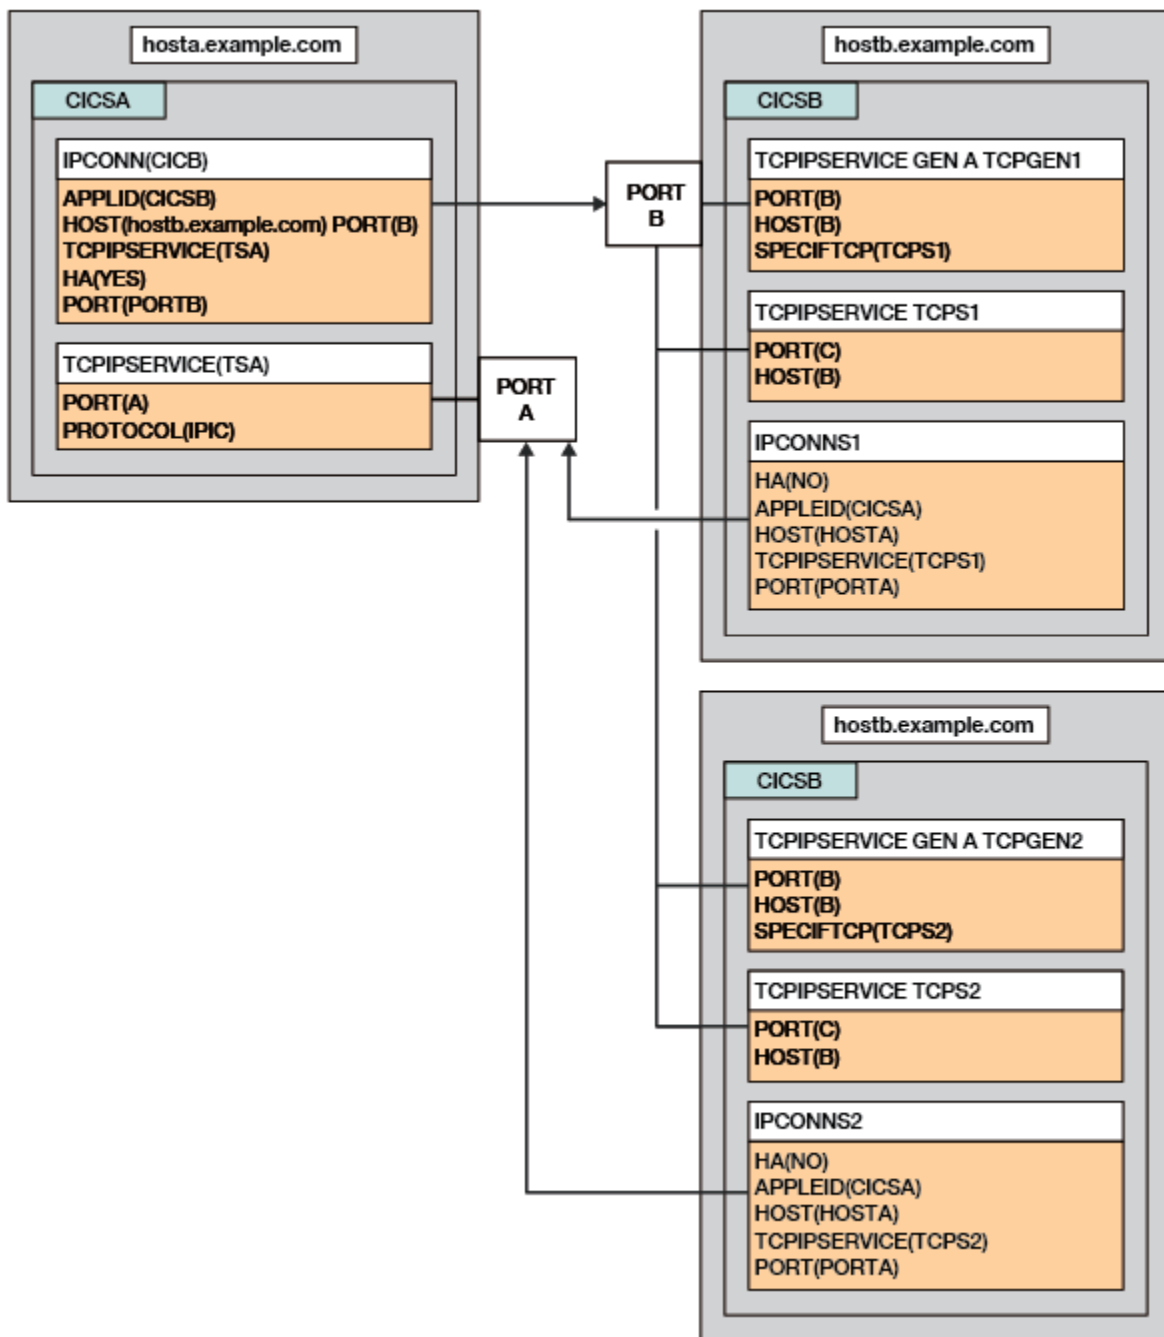 hosta.example.com
CICSA
IPCONN(CICB)
APPLID(CICSB)
HOST(hostb.example.com) PORT(B)
TCPIPSERVICE(TSA)
HA(YES)
PORT(PORTB)
TCPIPSERVICE(TSA)
PORT(A)
PROTOCOL(IPIC)
PORT
A
PORT
B
hostb.example.com
CICSB
TCPIPSERVICE GEN A TCPGEN1
PORT(B)
HOST(B)
SPECIFTCP(TCPS1)
TCPIPSERVICE TCPS1
PORT(C)
HOST(B)
IPCONNS1
HA(NO)
APPLEID(CICSA)
HOST(HOSTA)
TCPIPSERVICE(TCPS1)
PORT(PORTA)
hostb.example.com
CICSB
TCPIPSERVICE GEN A TCPGEN2
PORT(B)
HOST(B)
SPECIFTCP(TCPS2)
TCPIPSERVICE TCPS2
PORT(C)
HOST(B)
IPCONNS2
HA(NO)
APPLEID(CICSA)
HOST(HOSTA)
TCPIPSERVICE(TCPS2)
PORT(PORTA)